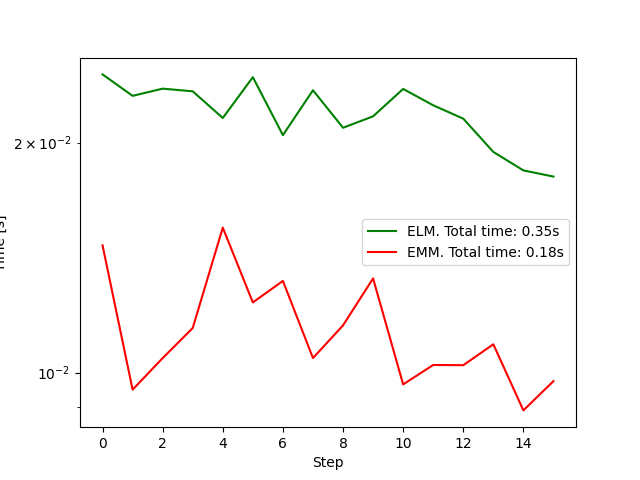 2 × 10⁻²
10⁻²
Time [s]
ELM. Total time: 0.35s
EMM. Total time: 0.18s
0 2 4 6 8 10 12 14
Step